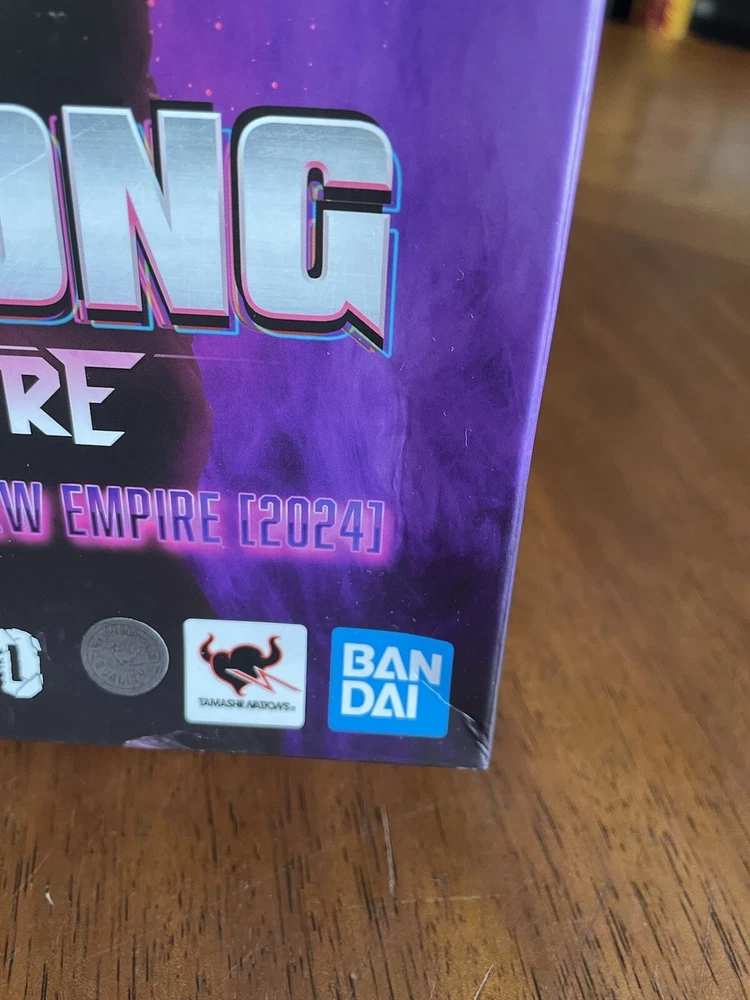 ONG
RE
W EMPIRE [2024]
TAMASHII NATIONS
BAN
DAI